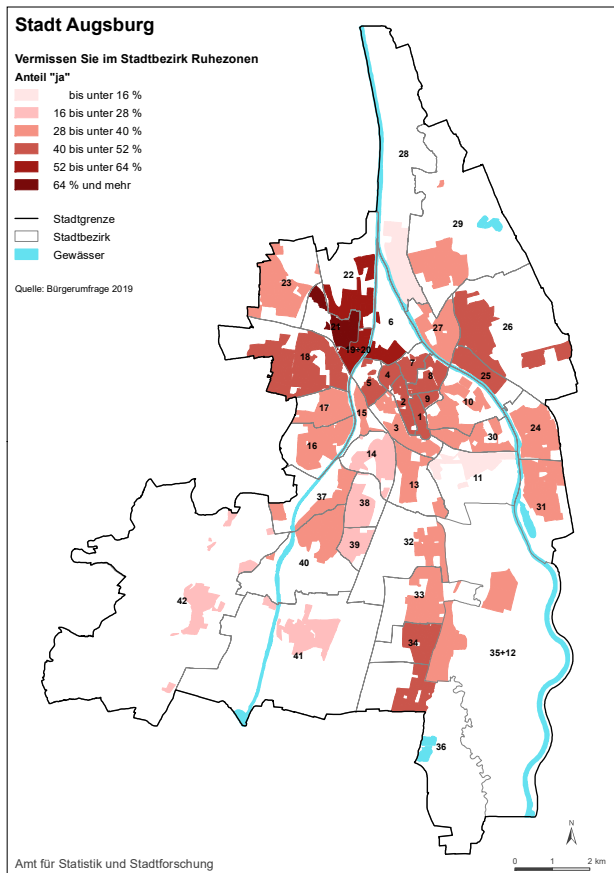 Stadt Augsburg
Vermissen Sie im Stadtbezirk Ruhezonen
Anteil "ja"
bis unter 16 %
16 bis unter 28 %
28 bis unter 40 %
40 bis unter 52 %
52 bis unter 64 %
64 % und mehr
Stadtgrenze
Stadtbezirk
Gewässer
Quelle: Bürgerumfrage 2019
28
29
22
23
6
27
26
21
19+20
18
7
4
8
25
5
2
9
10
17
1
15
3
24
30
16
14
11
13
31
37
38
32
39
40
33
42
34
41
35+12
36
N
0 1 2 km
Amt für Statistik und Stadtforschung